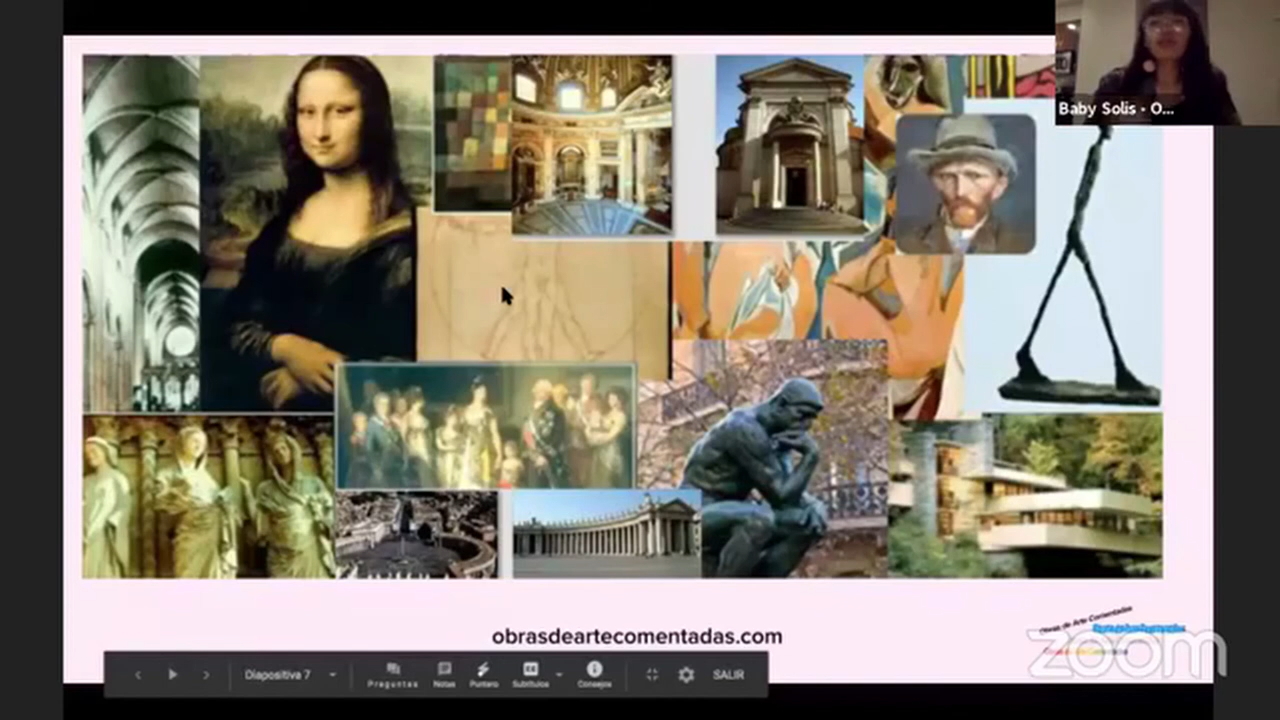 Baby Solis - O...
obrasdeartecomentadas.com
Obras de Arte Comentadas
zoom
Diapositiva 7
Preguntas
Notas
Puntero
Subtítulos
Consejos
SALIR